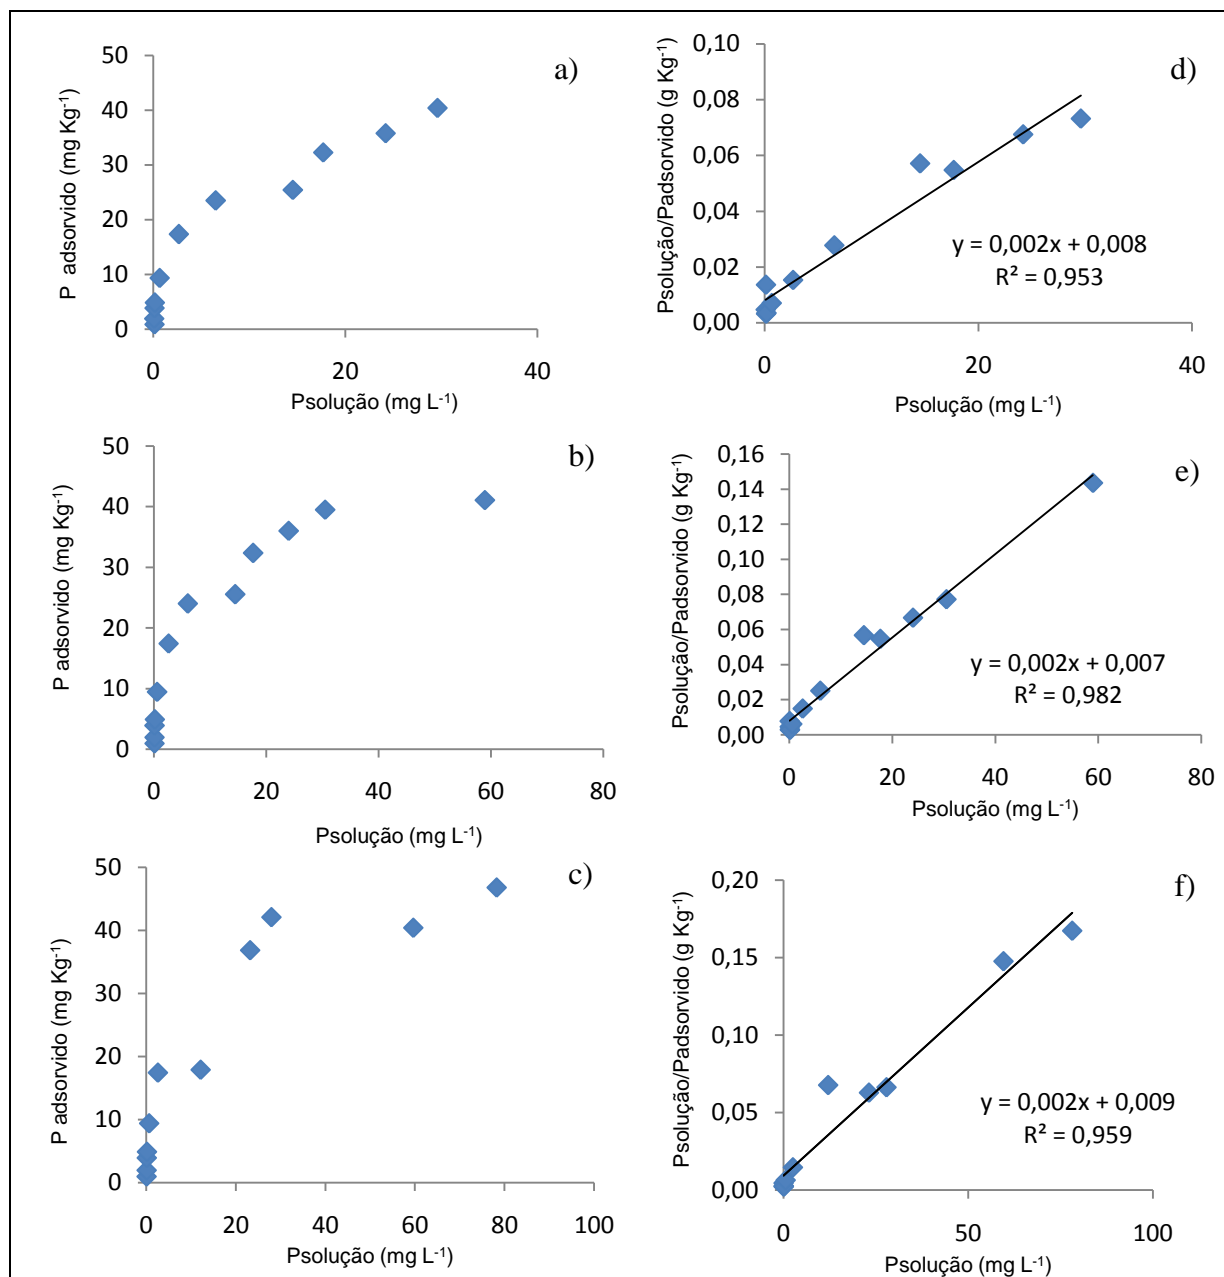 a)
P adsorvido (mg Kg-1)
50
40
30
20
10
0
0 20 40
Psolução (mg L-1)
d)
Psolução/Padsorvido (g Kg-1)
0,10
0,08
0,06
0,04
0,02
0,00
y = 0,002x + 0,008
R² = 0,953
0 20 40
Psolução (mg L-1)
b)
P adsorvido (mg Kg-1)
50
40
30
20
10
0
0 20 40 60 80
Psolução (mg L-1)
e)
Psolução/Padsorvido (g Kg-1)
0,16
0,14
0,12
0,10
0,08
0,06
0,04
0,02
0,00
y = 0,002x + 0,007
R² = 0,982
0 20 40 60 80
Psolução (mg L-1)
c)
P adsorvido (mg Kg-1)
50
40
30
20
10
0
0 20 40 60 80 100
Psolução (mg L-1)
f)
Psolução/Padsorvido (g Kg-1)
0,20
0,15
0,10
0,05
0,00
y = 0,002x + 0,009
R² = 0,959
0 50 100
Psolução (mg L-1)